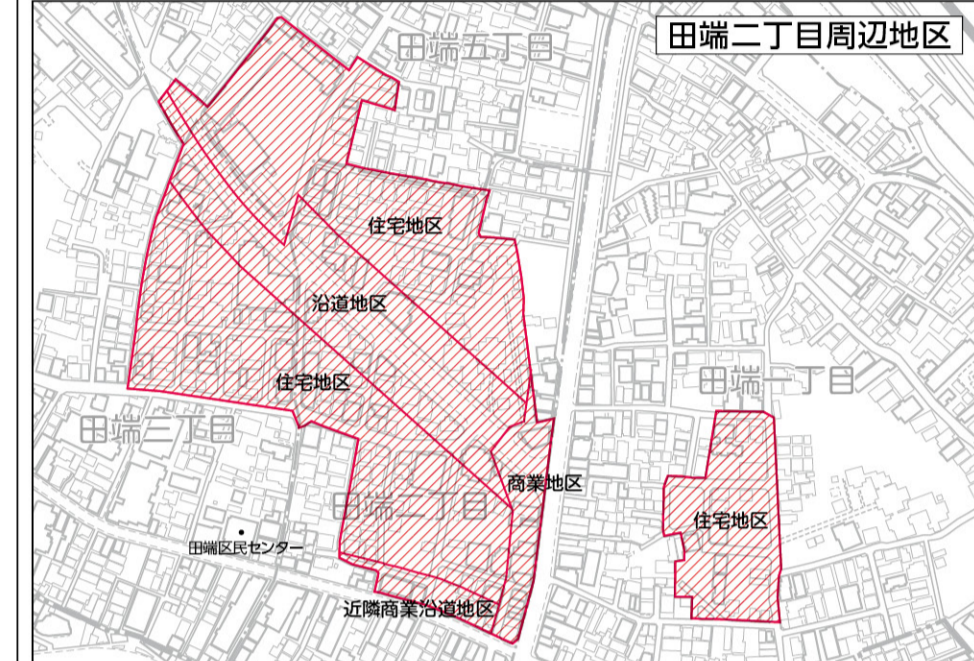 田端二丁目周辺地区
田端五丁目
住宅地区
沿道地区
住宅地区
田端一丁目
田端三丁目
商業地区
田端二丁目
住宅地区
田端区民センター
近隣商業沿道地区